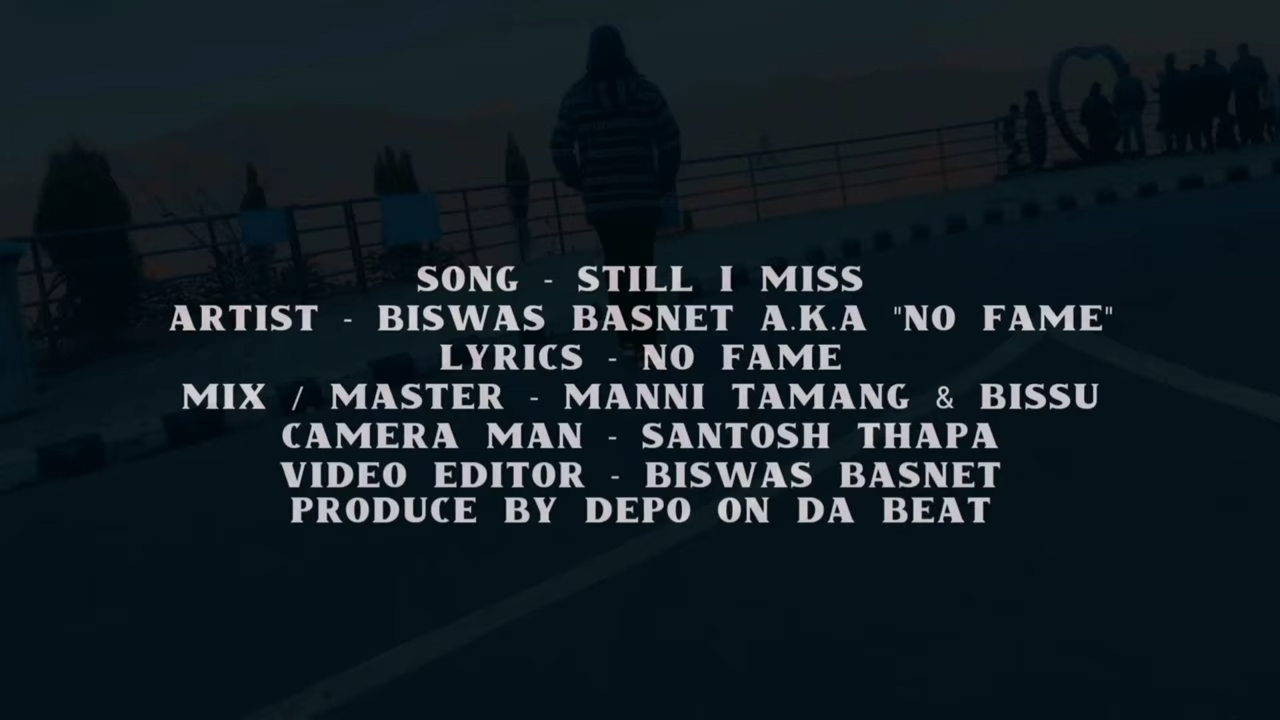 SONG - STILL I MISS
ARTIST - BISWAS BASNET A.K.A "NO FAME"
LYRICS - NO FAME
MIX / MASTER - MANNI TAMANG & BISSU
CAMERA MAN - SANTOSH THAPA
VIDEO EDITOR - BISWAS BASNET
PRODUCE BY DEPO ON DA BEAT